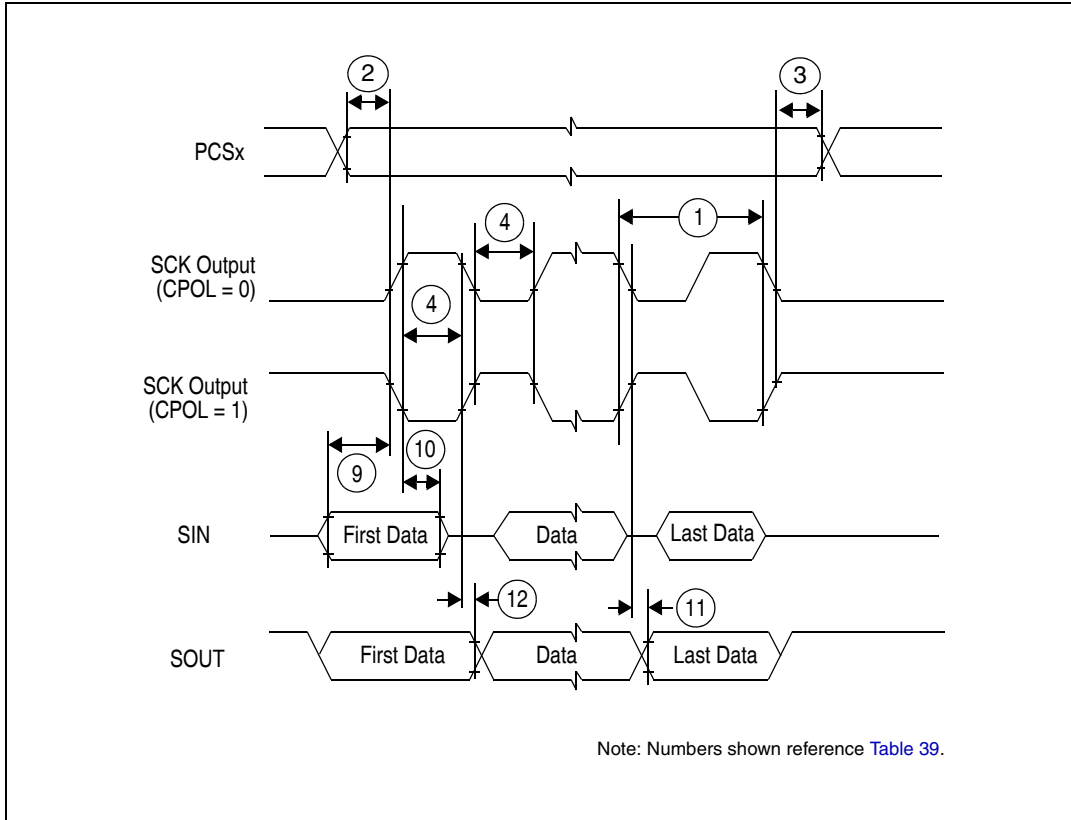 2
3
PCSx
1
4
SCK Output
(CPOL = 0)
4
SCK Output
(CPOL = 1)
10
9
SIN
First Data
Data
Last Data
12
11
SOUT
First Data
Data
Last Data
Note: Numbers shown reference Table 39.